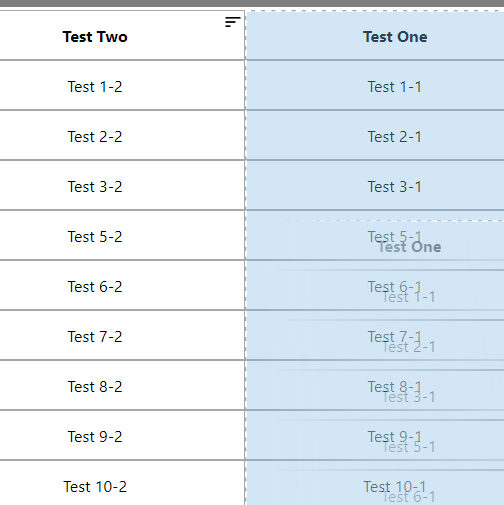 Test Two Test One
Test 1-2 Test 1-1
Test 2-2 Test 2-1
Test 3-2 Test 3-1
Test 5-2 Test 5-1
Test One
Test 6-2 Test 6-1
Test 1-1
Test 7-2 Test 7-1
Test 2-1
Test 8-2 Test 8-1
Test 3-1
Test 9-2 Test 9-1
Test 5-1
Test 10-2 Test 10-1
Test 6-1